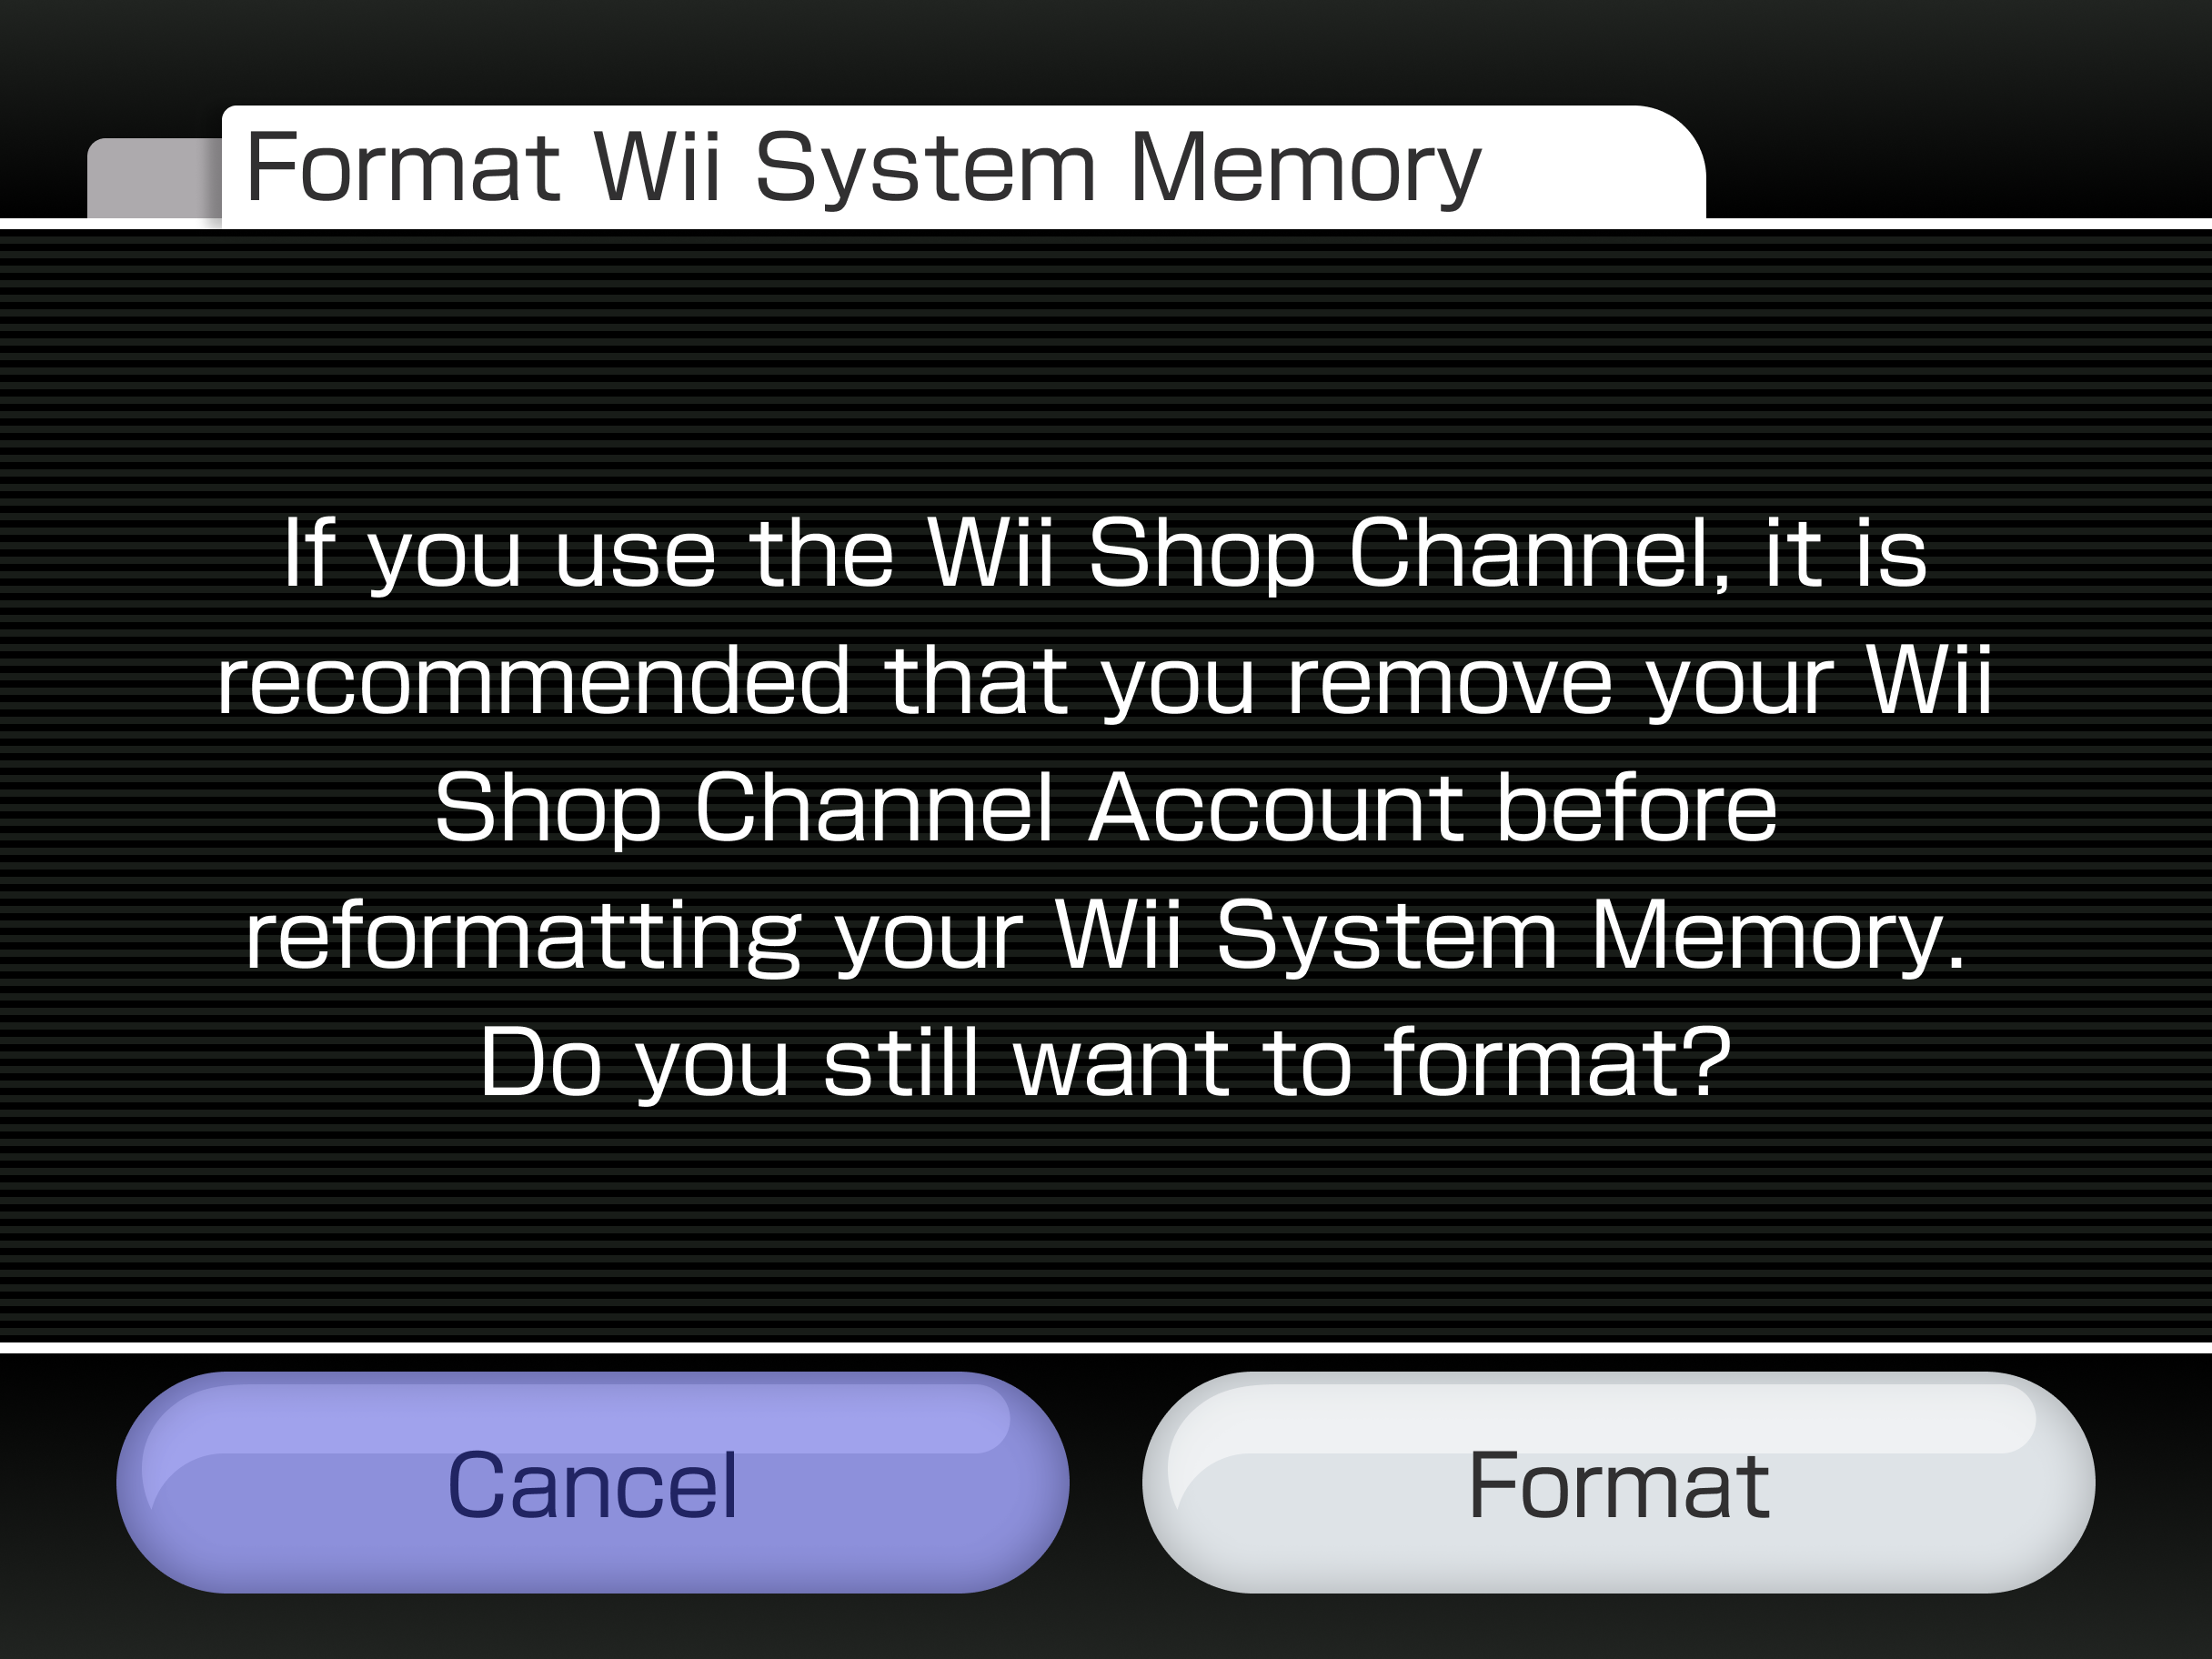 Format Wii System Memory
If you use the Wii Shop Channel, it is
recommended that you remove your Wii
Shop Channel Account before
reformatting your Wii System Memory.
Do you still want to format?
Cancel
Format